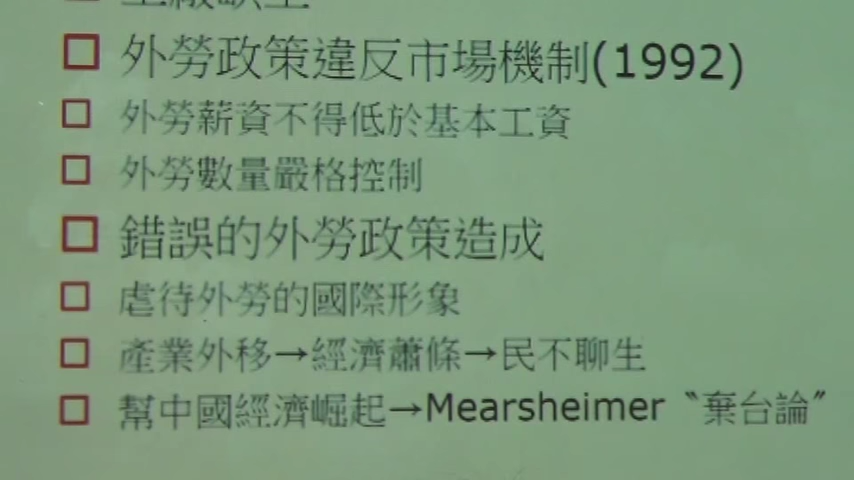 外勞政策違反市場機制(1992)
外勞薪資不得低於基本工資
外勞數量嚴格控制
錯誤的外勞政策造成
虐待外勞的國際形象
產業外移→經濟蕭條→民不聊生
幫中國經濟崛起→Mearsheimer〝棄台論〞